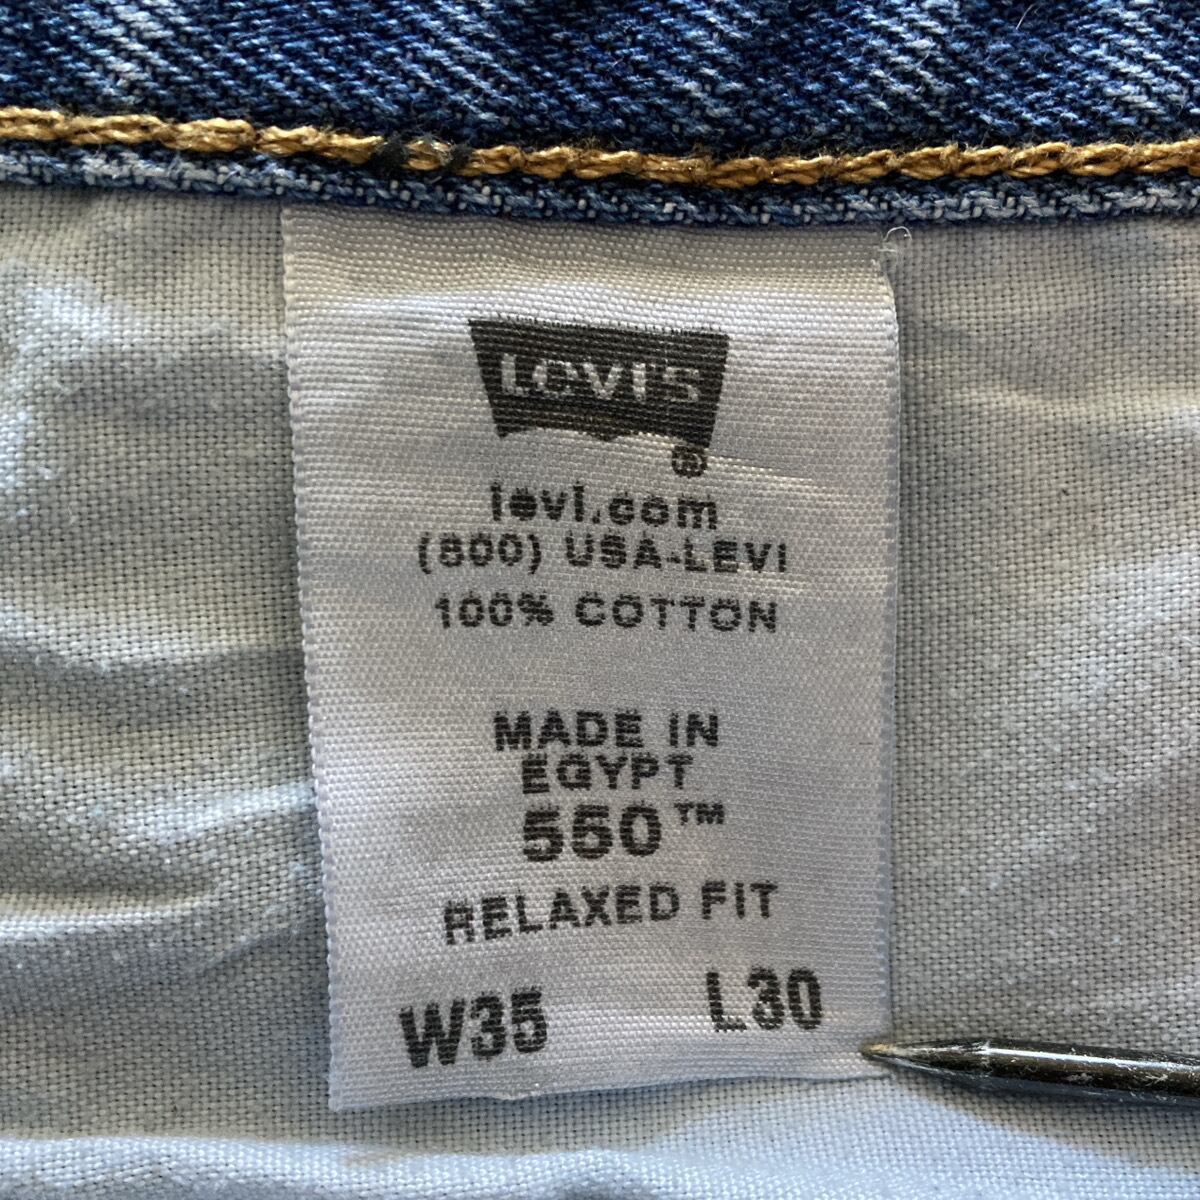 LEVI'S
®
levi.com
(800) USA-LEVI
100% COTTON
MADE IN
EGYPT
550™
RELAXED FIT
W35 L30